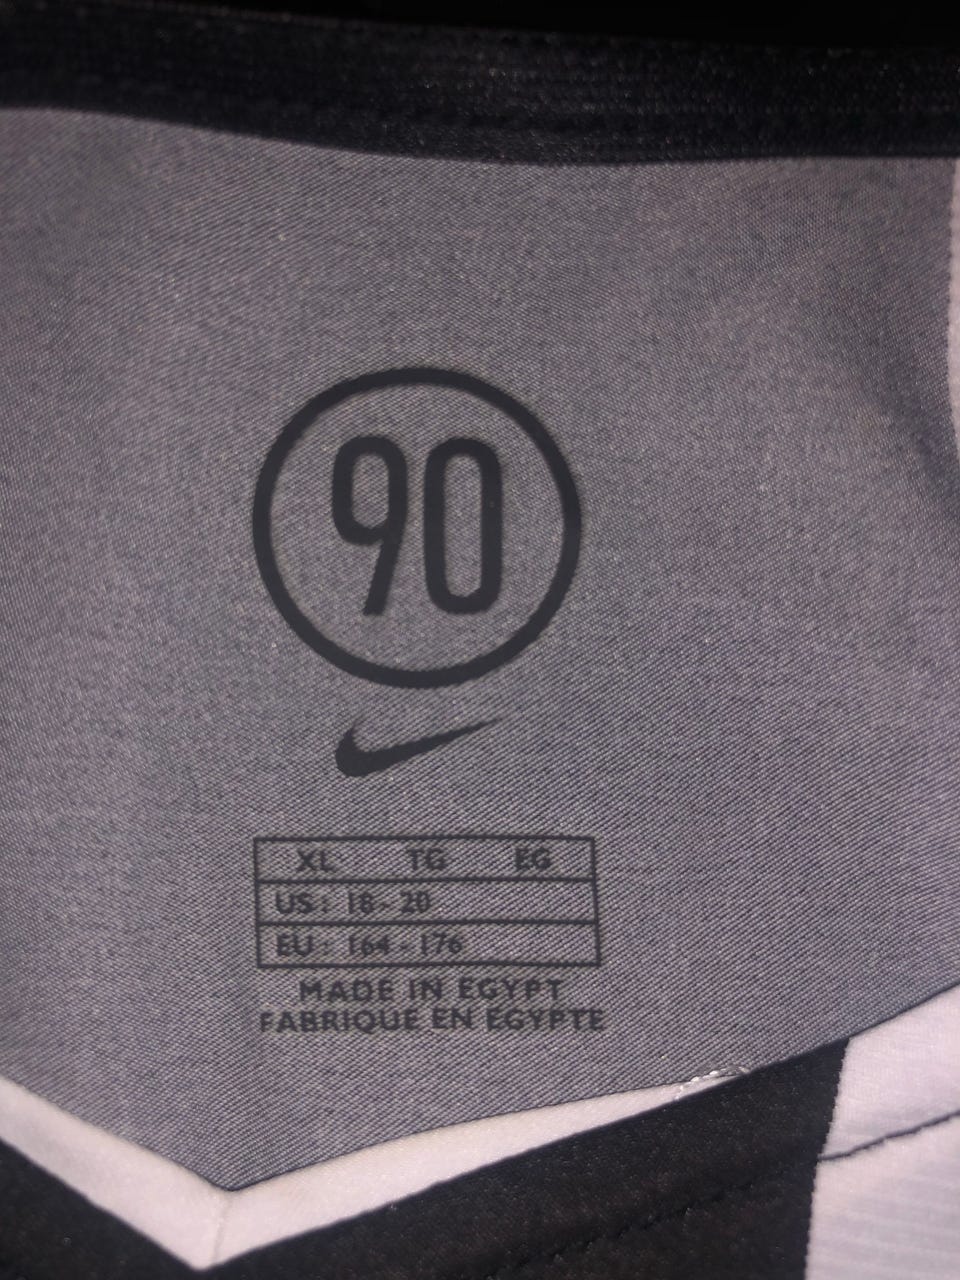 90
XL TG EG
US: 18 - 20
EU: 164 - 176
MADE IN EGYPT
FABRIQUE EN EGYPTE